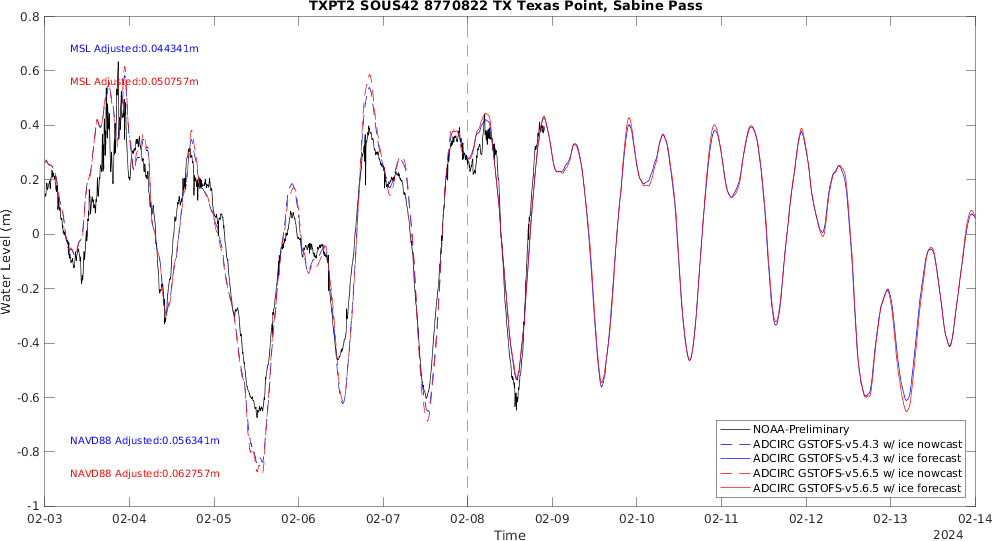 TXPT2 SOUS42 8770822 TX Texas Point, Sabine Pass
0.8
MSL Adjusted:0.044341m
0.6
MSL Adjusted:0.050757m
0.4
0.2
0
-0.2
-0.4
-0.6
-0.8
-1
Water Level (m)
NAVD88 Adjusted:0.056341m
NAVD88 Adjusted:0.062757m
NOAA-Preliminary
ADCIRC GSTOFS-v5.4.3 w/ ice nowcast
ADCIRC GSTOFS-v5.4.3 w/ ice forecast
ADCIRC GSTOFS-v5.6.5 w/ ice nowcast
ADCIRC GSTOFS-v5.6.5 w/ ice forecast
02-03 02-04 02-05 02-06 02-07 02-08 02-09 02-10 02-11 02-12 02-13 02-14
Time
2024